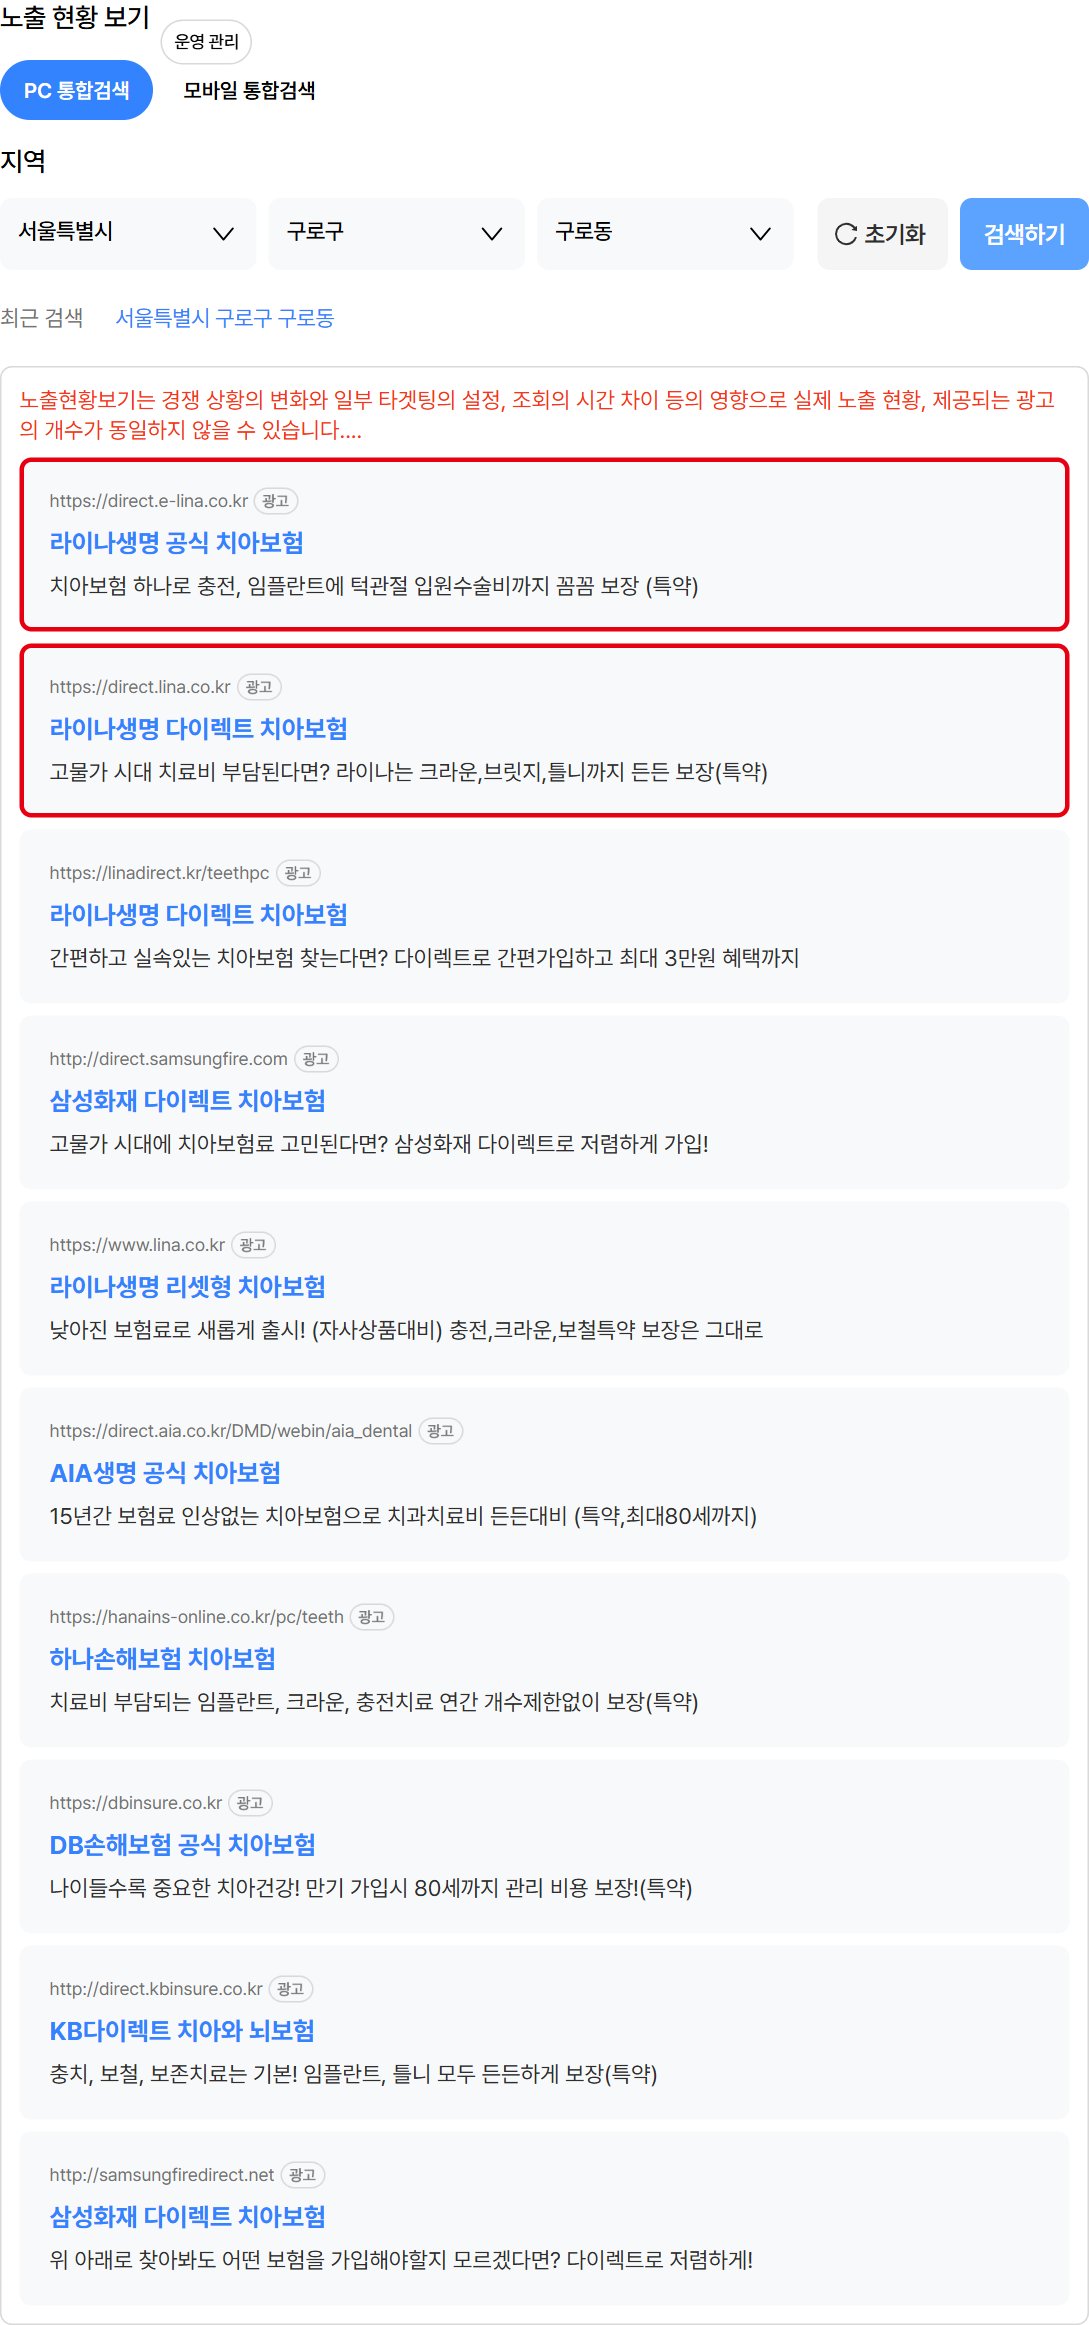 노출 현황 보기
운영 관리
PC 통합검색 모바일 통합검색
지역
서울특별시 구로구 구로동 초기화 검색하기
최근 검색 서울특별시 구로구 구로동
노출현황보기는 경쟁 상황의 변화와 일부 타겟팅의 설정, 조회의 시간 차이 등의 영향으로 실제 노출 현황, 제공되는 광고
의 개수가 동일하지 않을 수 있습니다....
https://direct.e-lina.co.kr 광고
라이나생명 공식 치아보험
치아보험 하나로 충전, 임플란트에 턱관절 입원수술비까지 꼼꼼 보장 (특약)
https://direct.lina.co.kr 광고
라이나생명 다이렉트 치아보험
고물가 시대 치료비 부담된다면? 라이나는 크라운,브릿지,틀니까지 든든 보장(특약)
https://linadirect.kr/teethpc 광고
라이나생명 다이렉트 치아보험
간편하고 실속있는 치아보험 찾는다면? 다이렉트로 간편가입하고 최대 3만원 혜택까지
http://direct.samsungfire.com 광고
삼성화재 다이렉트 치아보험
고물가 시대에 치아보험료 고민된다면? 삼성화재 다이렉트로 저렴하게 가입!
https://www.lina.co.kr 광고
라이나생명 리셋형 치아보험
낮아진 보험료로 새롭게 출시! (자사상품대비) 충전,크라운,보철특약 보장은 그대로
https://direct.aia.co.kr/DMD/webin/aia_dental 광고
AIA생명 공식 치아보험
15년간 보험료 인상없는 치아보험으로 치과치료비 든든대비 (특약,최대80세까지)
https://hanains-online.co.kr/pc/teeth 광고
하나손해보험 치아보험
치료비 부담되는 임플란트, 크라운, 충전치료 연간 개수제한없이 보장(특약)
https://dbinsure.co.kr 광고
DB손해보험 공식 치아보험
나이들수록 중요한 치아건강! 만기 가입시 80세까지 관리 비용 보장!(특약)
http://direct.kbinsure.co.kr 광고
KB다이렉트 치아와 뇌보험
충치, 보철, 보존치료는 기본! 임플란트, 틀니 모두 든든하게 보장(특약)
http://samsungfiredirect.net 광고
삼성화재 다이렉트 치아보험
위 아래로 찾아봐도 어떤 보험을 가입해야할지 모르겠다면? 다이렉트로 저렴하게!